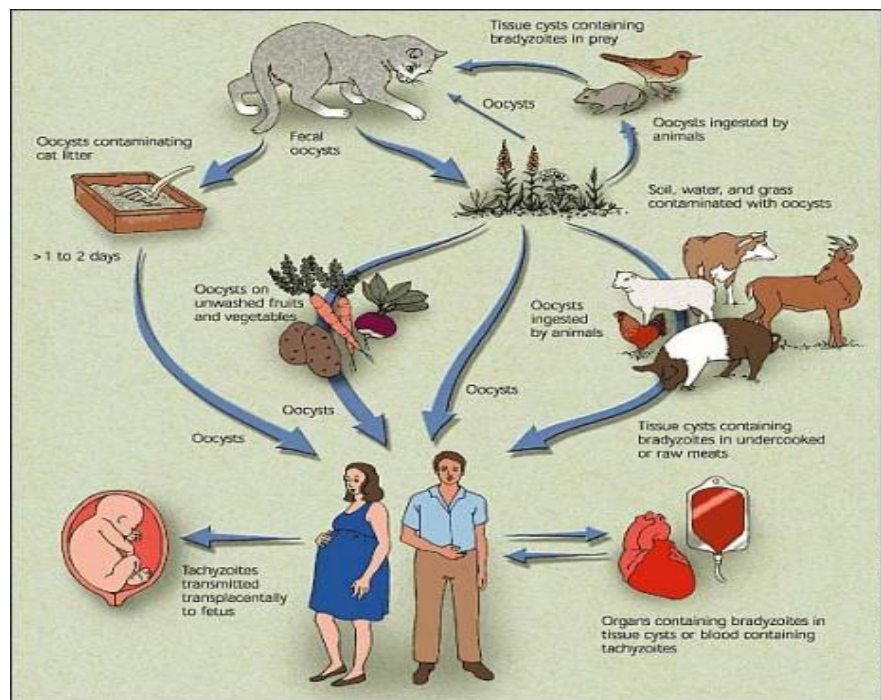 Tissue cysts containing
bradyzoites in prey
Oocysts
Oocysts ingested by
animals
Oocysts contaminating
cat litter
Fecal
oocysts
Soil, water, and grass
contaminated with oocysts
>1 to 2 days
Oocysts on
unwashed fruits
and vegetables
Oocysts
ingested
by animals
Oocysts
Oocysts
Oocysts
Tissue cysts containing
bradyzoites in undercooked
or raw meats
Tachyzoites
transmitted
transplacentally
to fetus
Organs containing bradyzoites in
tissue cysts or blood containing
tachyzoites